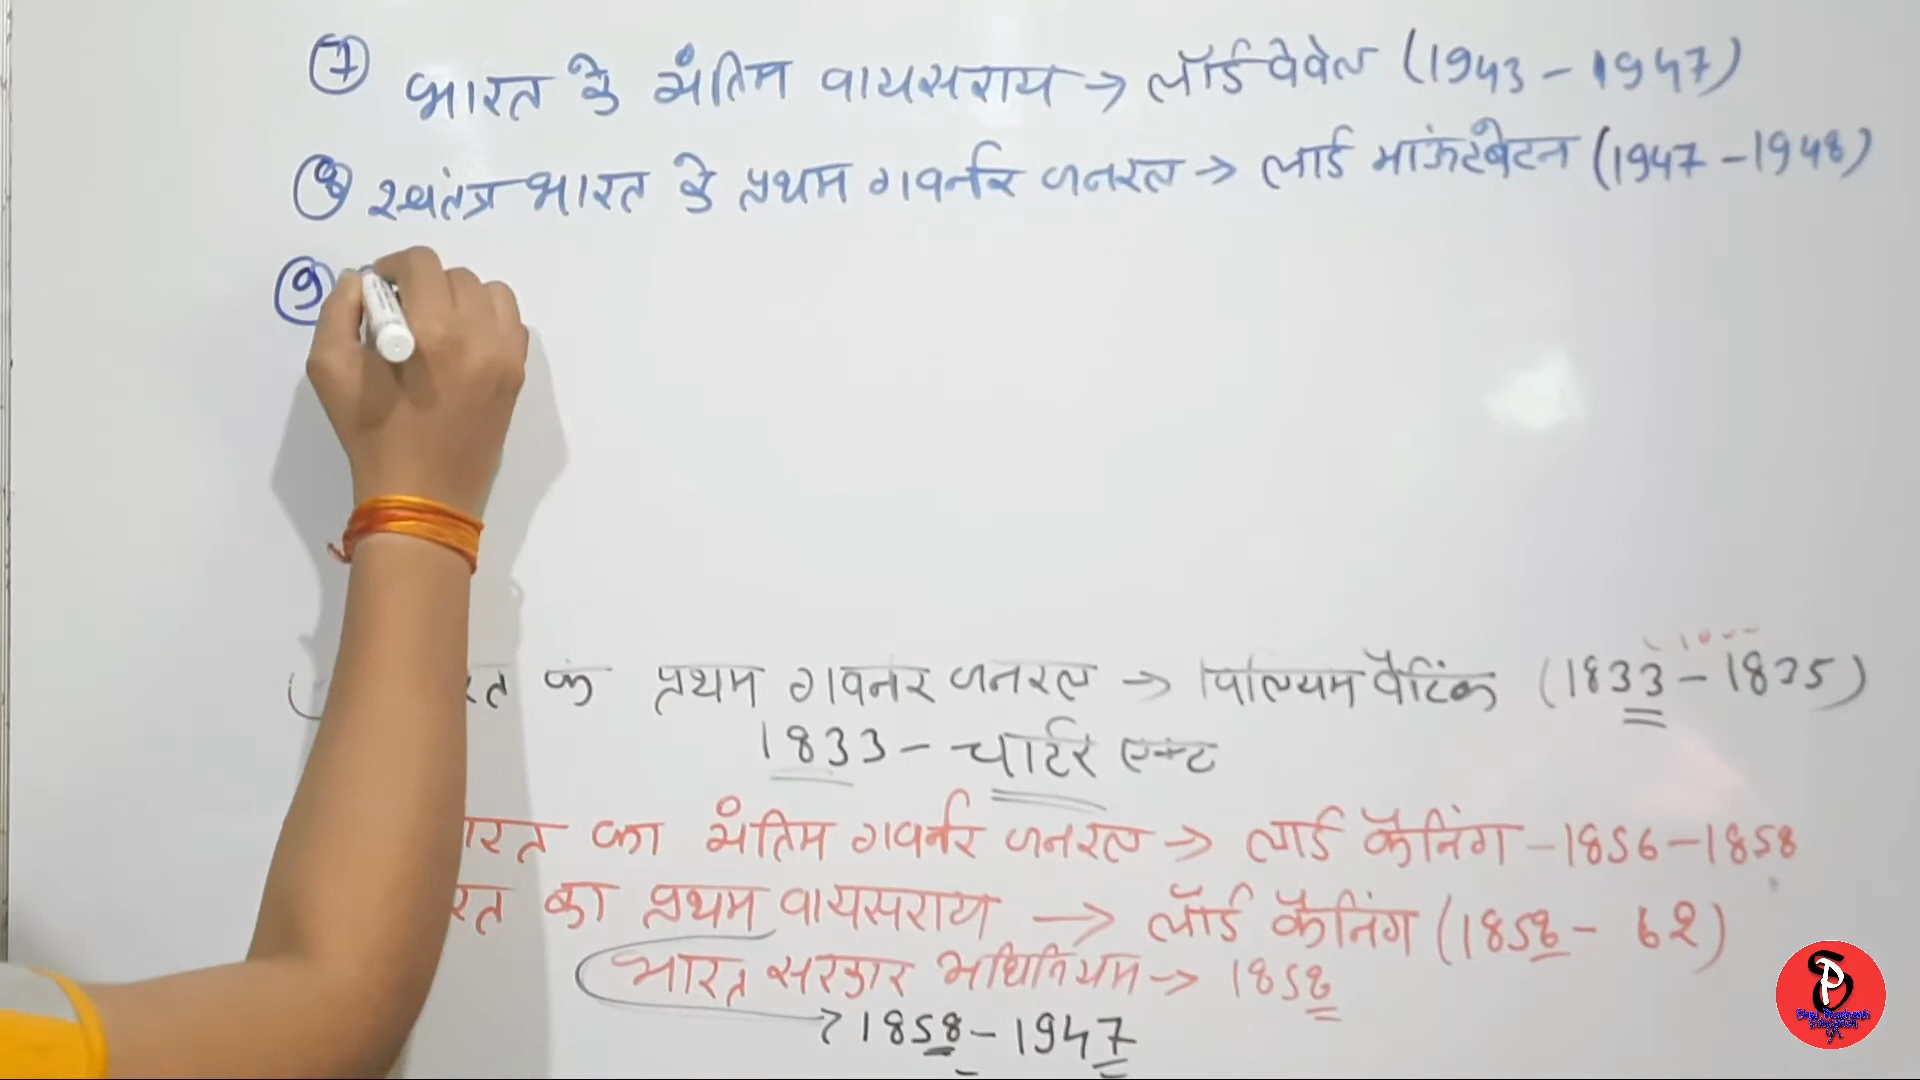 7 भारत के अंतिम वायसराय → लॉर्ड वेवेल (1943 - 1947)
8 स्वतंत्र भारत के प्रथम गवर्नर जनरल → लार्ड माऊंटबेटन (1947 - 1948)
9
रत के प्रथम गवर्नर जनरल → विलियम बैंटिक (1833 - 1835)
1833 - चार्टर एक्ट
ारत का अंतिम गवर्नर जनरल → लार्ड कैनिंग - 1856 - 1858
रत का प्रथम वायसराय → लॉर्ड कैनिंग (1858 - 62)
भारत सरकार अधिनियम → 1858
→ 1858 - 1947